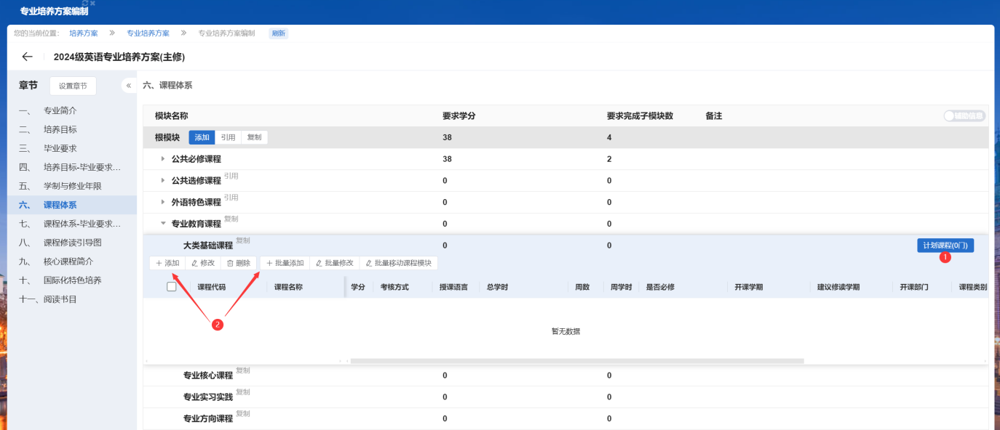 专业培养方案编制
您的当前位置: 培养方案 » 专业培养方案 » 专业培养方案编制 刷新
← 2024级英语专业培养方案(主修)
章节 设置章节 «
一、 专业简介
二、 培养目标
三、 毕业要求
四、 培养目标-毕业要求...
五、 学制与修业年限
六、 课程体系
七、 课程体系-毕业要求...
八、 课程修读引导图
九、 核心课程简介
十、 国际化特色培养
十一、阅读书目
六、课程体系
模块名称 要求学分 要求完成子模块数 备注 辅助信息
根模块 添加 引用 复制 38 4
公共必修课程 38 2
公共选修课程 引用 0 0
外语特色课程 引用 0 0
专业教育课程 复制 0 0
大类基础课程 复制 0 0 计划课程(0门)
1
+ 添加 修改 删除 + 批量添加 批量修改 批量移动课程模块
课程代码 课程名称 学分 考核方式 授课语言 总学时 周数 周学时 是否必修 开课学期 建议修读学期 开课部门 课程类别
2
暂无数据
专业核心课程 复制 0 0
专业实习实践 复制 0 0
专业方向课程 复制 0 0